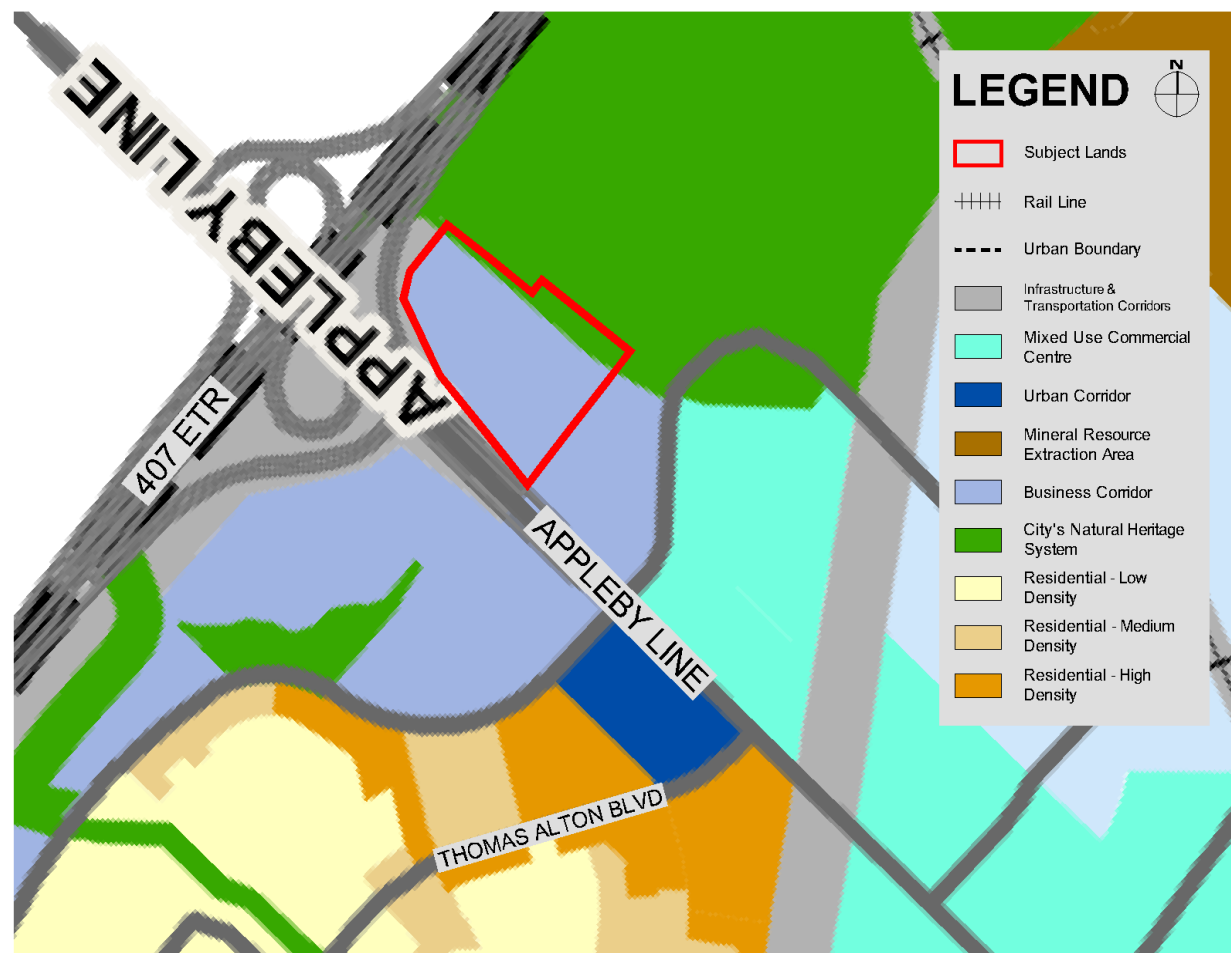 APPLEBY LINE
407 ETR
APPLEBY LINE
THOMAS ALTON BLVD
LEGEND
N
Subject Lands
Rail Line
Urban Boundary
Infrastructure &
Transportation Corridors
Mixed Use Commercial
Centre
Urban Corridor
Mineral Resource
Extraction Area
Business Corridor
City's Natural Heritage
System
Residential - Low
Density
Residential - Medium
Density
Residential - High
Density